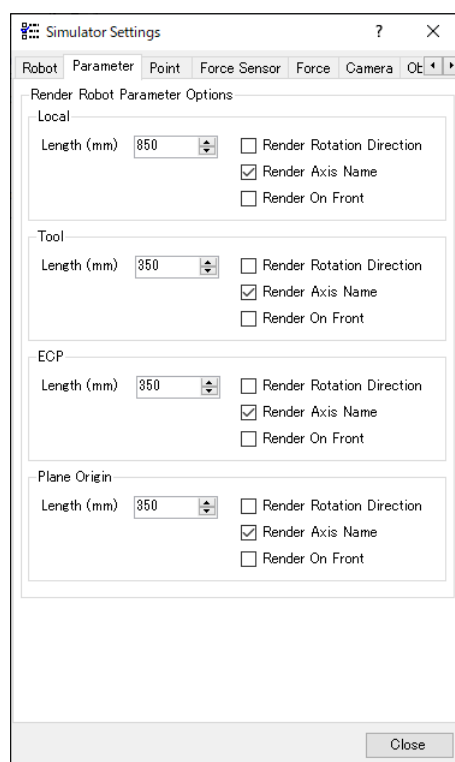 Simulator Settings ? ×
Robot Parameter Point Force Sensor Force Camera
Render Robot Parameter Options
Local
Length (mm) 850 Render Rotation Direction
Render Axis Name
Render On Front
Tool
Length (mm) 350 Render Rotation Direction
Render Axis Name
Render On Front
ECP
Length (mm) 350 Render Rotation Direction
Render Axis Name
Render On Front
Plane Origin
Length (mm) 350 Render Rotation Direction
Render Axis Name
Render On Front
Close